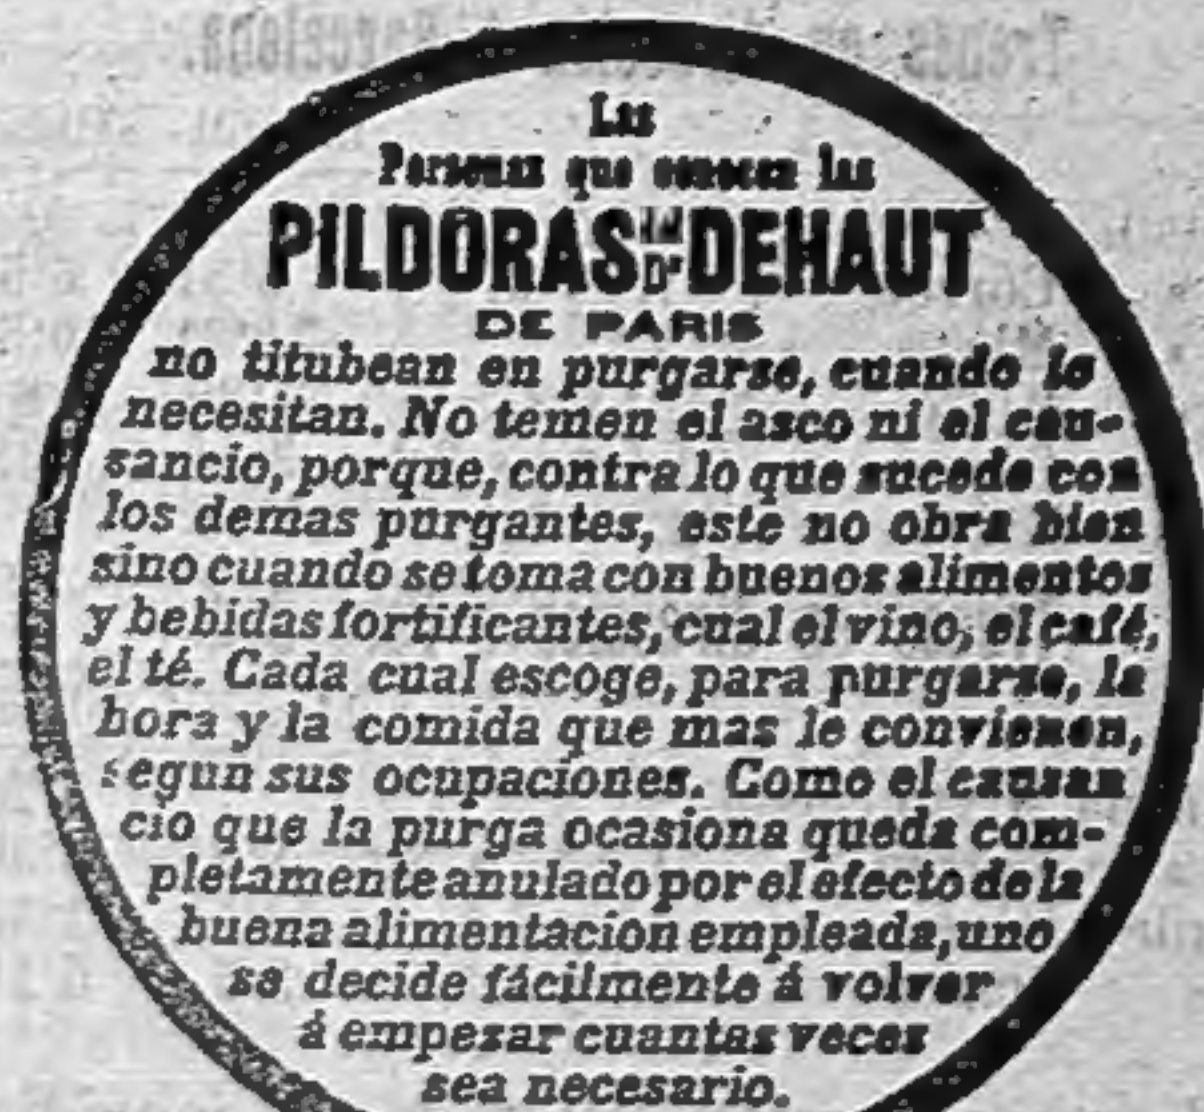 Las
Personas que conocen las
PILDORAS DEL DR DEHAUT
DE PARIS
no titubean en purgarse, cuando lo
necesitan. No temen el asco ni el cau-
sancio, porque, contra lo que sucede con
los demas purgantes, este no obra bien
sino cuando se toma con buenos alimentos
y bebidas fortificantes, cual el vino, el café,
el té. Cada cual escoge, para purgarse, la
hora y la comida que mas le convienen,
segun sus ocupaciones. Como el causan
cio que la purga ocasiona queda com-
pletamente anulado por el efecto de la
buena alimentacion empleada, uno
se decide fácilmente á volver
á empezar cuantas veces
sea necesario.